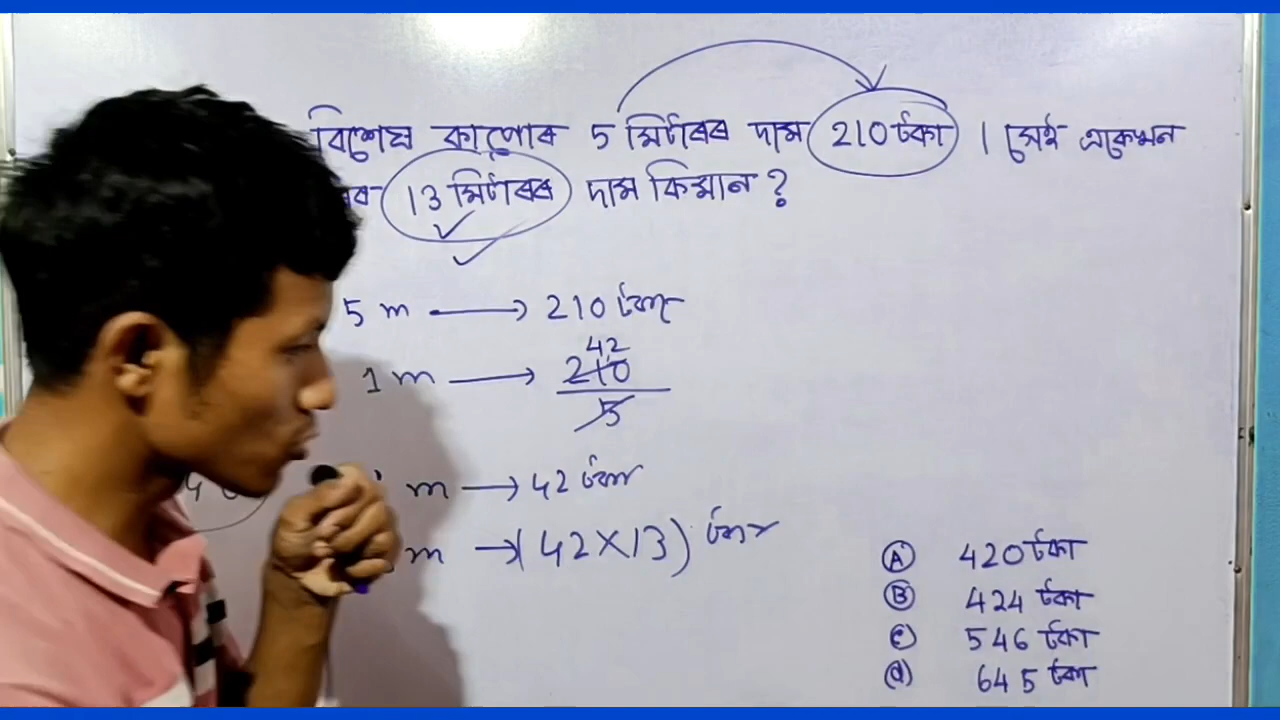 বিশেষ কাপোৰ 5 মিটাৰৰ দাম 210 টকা । সেই একেমন
13 মিটাৰৰ দাম কিমান ?
5 m → 210 টকা
1 m → 210/5 42
m → 42 টকা
m → (42×13) টকা
(A) 420 টকা
(B) 424 টকা
(C) 546 টকা
(d) 645 টকা